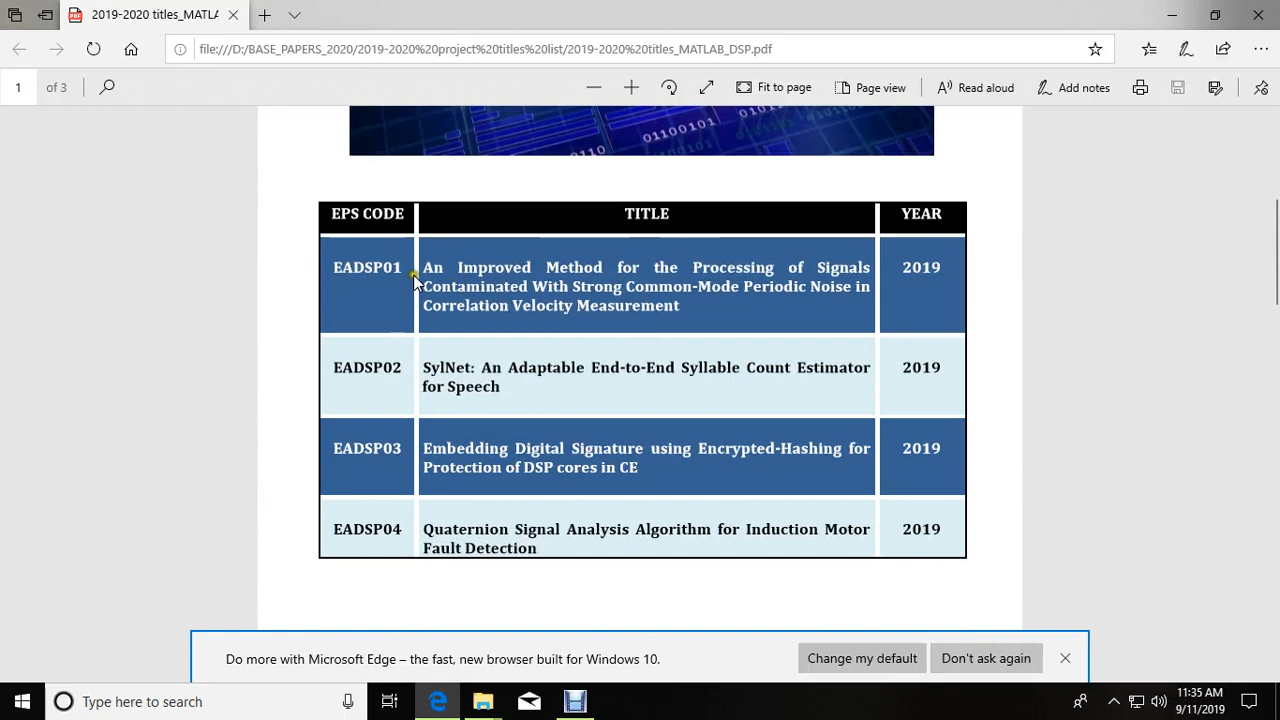 2019-2020 titles_MATLA
file:///D:/BASE_PAPERS_2020/2019-2020%20project%20titles%20list/2019-2020%20titles_MATLAB_DSP.pdf
1 of 3
Fit to page
Page view
Read aloud
Add notes
01100101
0110
EPS CODE TITLE YEAR
EADSP01 An Improved Method for the Processing of Signals 2019
Contaminated With Strong Common-Mode Periodic Noise in
Correlation Velocity Measurement
EADSP02 SylNet: An Adaptable End-to-End Syllable Count Estimator 2019
for Speech
EADSP03 Embedding Digital Signature using Encrypted-Hashing for 2019
Protection of DSP cores in CE
EADSP04 Quaternion Signal Analysis Algorithm for Induction Motor 2019
Fault Detection
Do more with Microsoft Edge – the fast, new browser built for Windows 10.
Change my default
Don't ask again
Type here to search
11:35 AM
9/11/2019